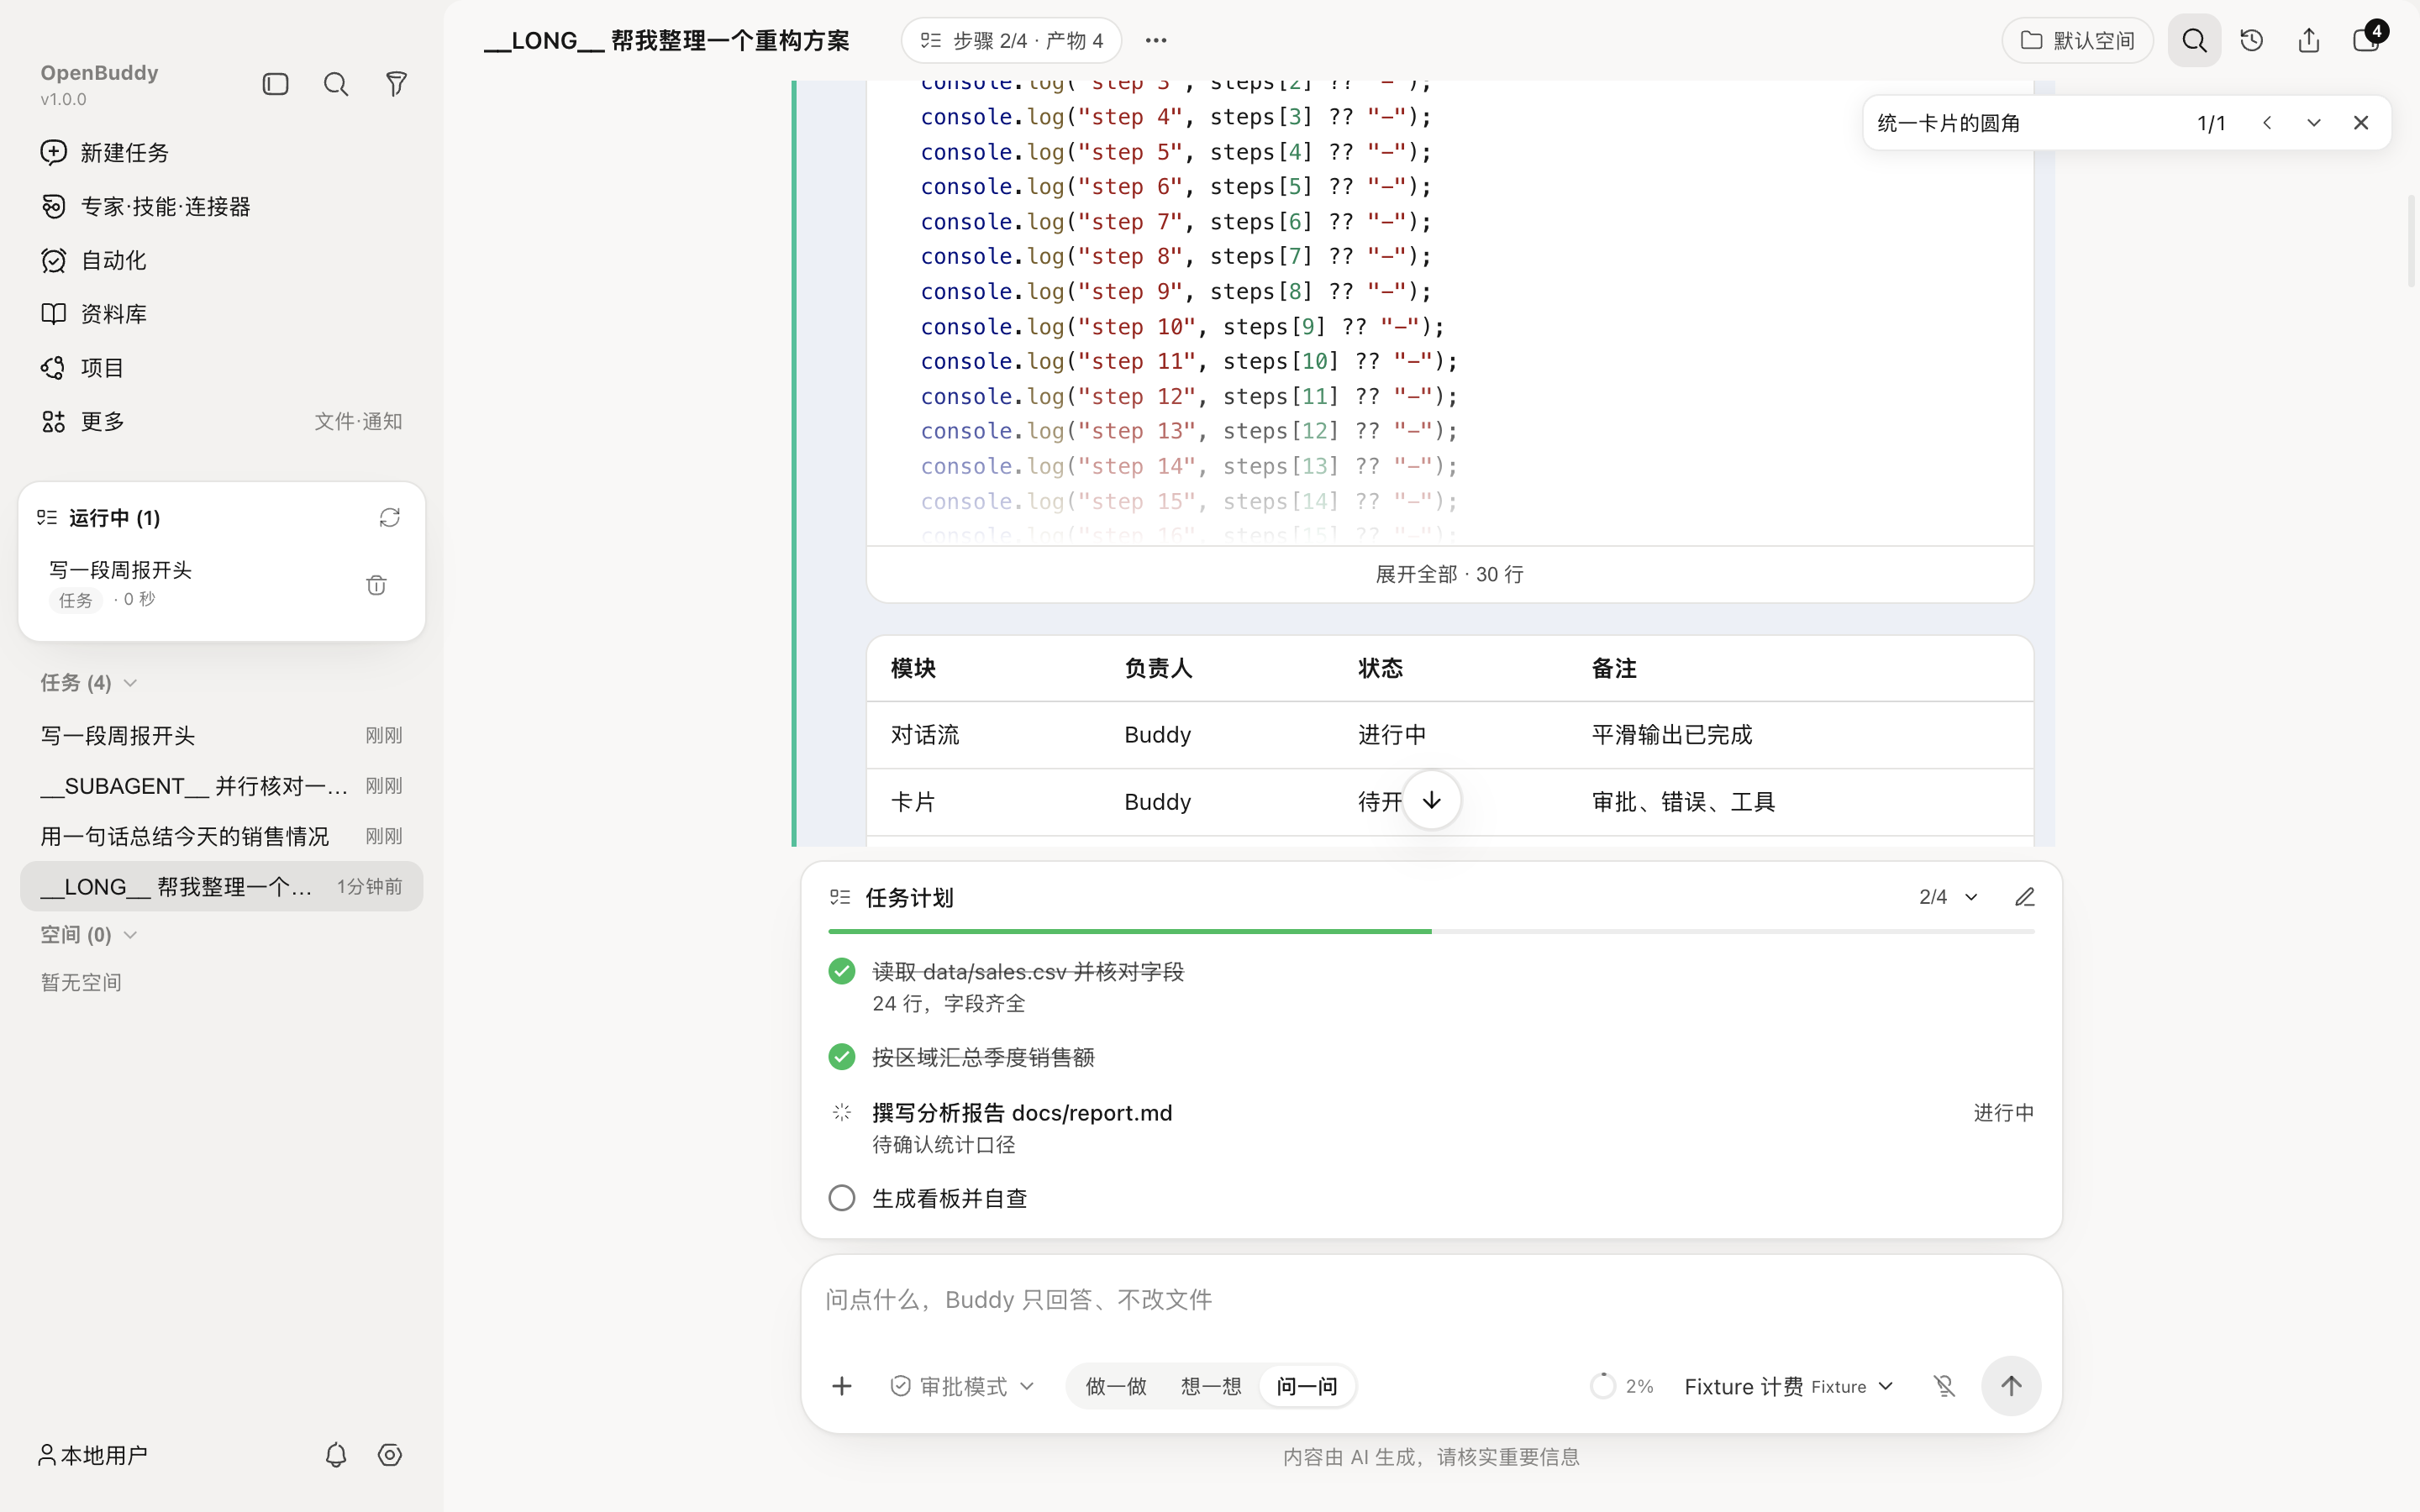 OpenBuddy
v1.0.0
新建任务
专家·技能·连接器
自动化
资料库
项目
更多 文件·通知
运行中 (1)
写一段周报开头
任务 · 0 秒
任务 (4)
写一段周报开头 刚刚
__SUBAGENT__ 并行核对一… 刚刚
用一句话总结今天的销售情况 刚刚
__LONG__ 帮我整理一个… 1分钟前
空间 (0)
暂无空间
本地用户
__LONG__ 帮我整理一个重构方案 步骤 2/4 · 产物 4
默认空间 4
统一卡片的圆角 1/1
console.log("step 3", steps[2] ?? "—");
console.log("step 4", steps[3] ?? "—");
console.log("step 5", steps[4] ?? "—");
console.log("step 6", steps[5] ?? "—");
console.log("step 7", steps[6] ?? "—");
console.log("step 8", steps[7] ?? "—");
console.log("step 9", steps[8] ?? "—");
console.log("step 10", steps[9] ?? "—");
console.log("step 11", steps[10] ?? "—");
console.log("step 12", steps[11] ?? "—");
console.log("step 13", steps[12] ?? "—");
console.log("step 14", steps[13] ?? "—");
console.log("step 15", steps[14] ?? "—");
console.log("step 16", steps[15] ?? "—");
展开全部 · 30 行
模块 负责人 状态 备注
对话流 Buddy 进行中 平滑输出已完成
卡片 Buddy 待开 审批、错误、工具
任务计划 2/4
读取 data/sales.csv 并核对字段
24 行，字段齐全
按区域汇总季度销售额
撰写分析报告 docs/report.md 进行中
待确认统计口径
生成看板并自查
问点什么，Buddy 只回答、不改文件
审批模式 做一做 想一想 问一问 2% Fixture 计费 Fixture
内容由 AI 生成，请核实重要信息